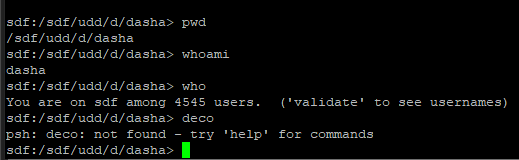 sdf:/sdf/udd/d/dasha> pwd
/sdf/udd/d/dasha
sdf:/sdf/udd/d/dasha> whoami
dasha
sdf:/sdf/udd/d/dasha> who
You are on sdf among 4545 users.  ('validate' to see usernames)
sdf:/sdf/udd/d/dasha> deco
psh: deco: not found - try 'help' for commands
sdf:/sdf/udd/d/dasha>